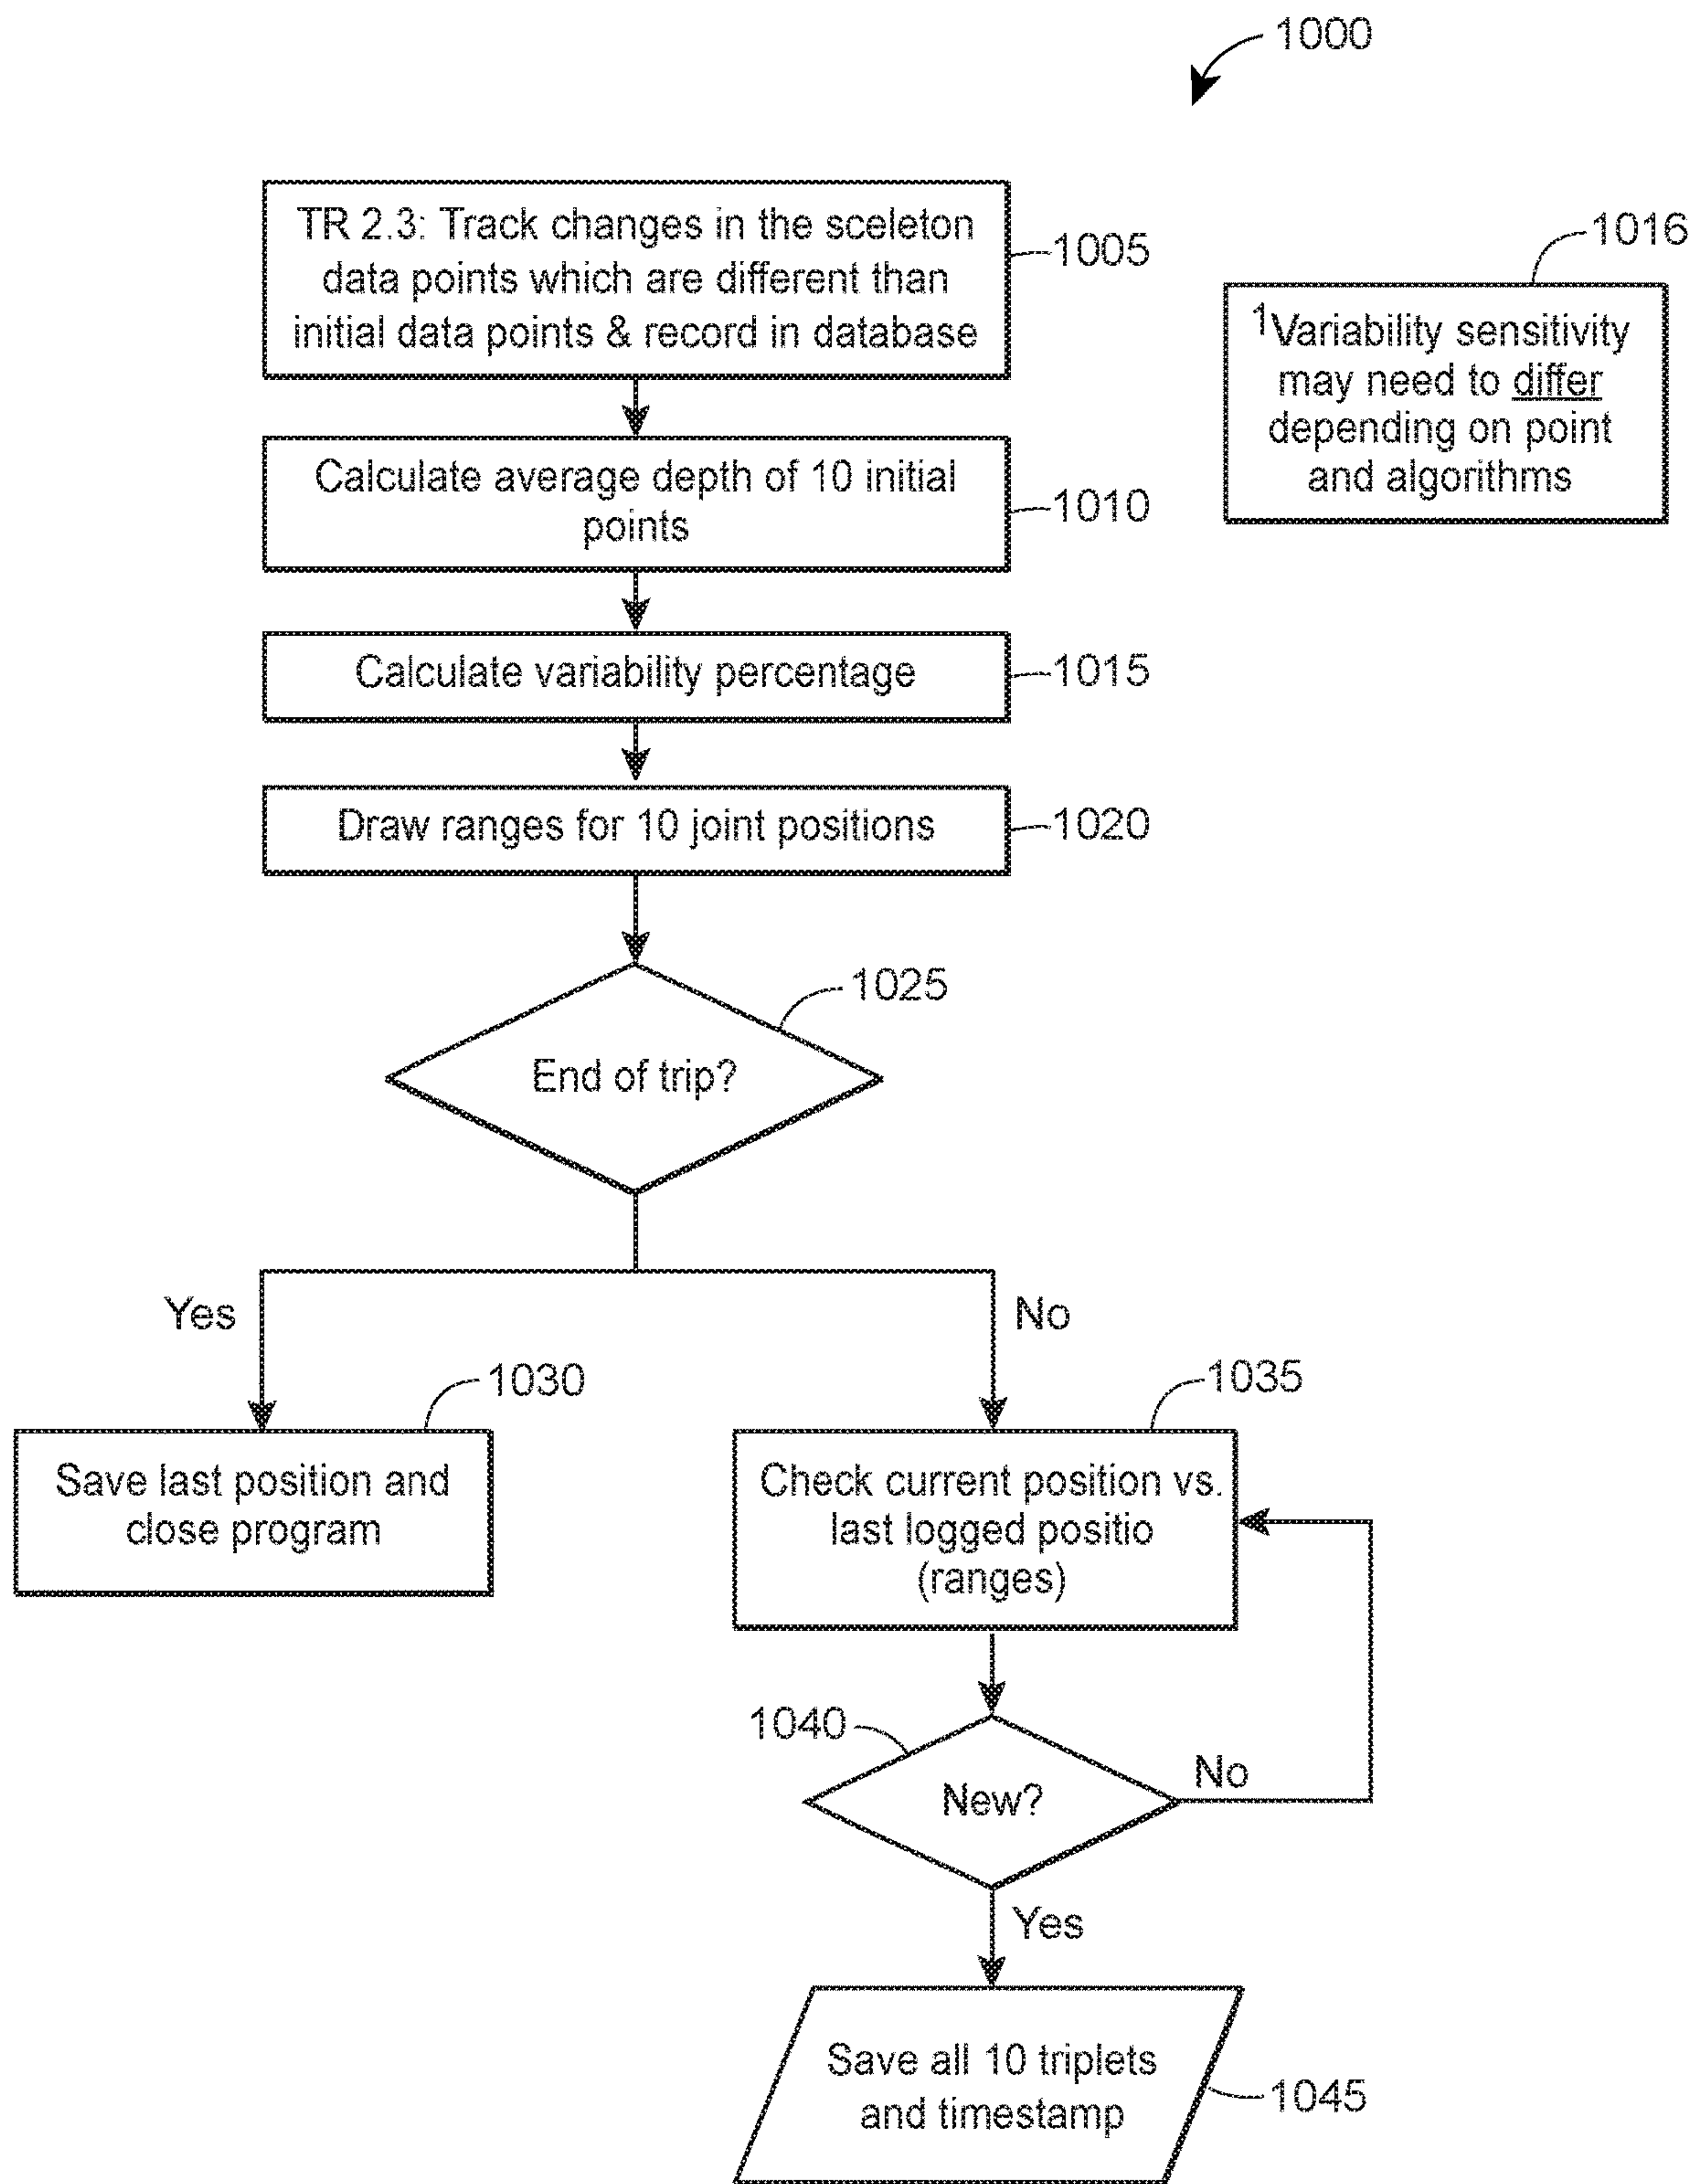 1000
TR 2.3: Track changes in the sceleton
data points which are different than
initial data points & record in database
1005
1016
1Variability sensitivity
may need to differ
depending on point
and algorithms
Calculate average depth of 10 initial
points
1010
Calculate variability percentage
1015
Draw ranges for 10 joint positions
1020
1025
End of trip?
Yes
No
1030
Save last position and
close program
1035
Check current position vs.
last logged positio
(ranges)
1040
New?
No
Yes
Save all 10 triplets
and timestamp
1045